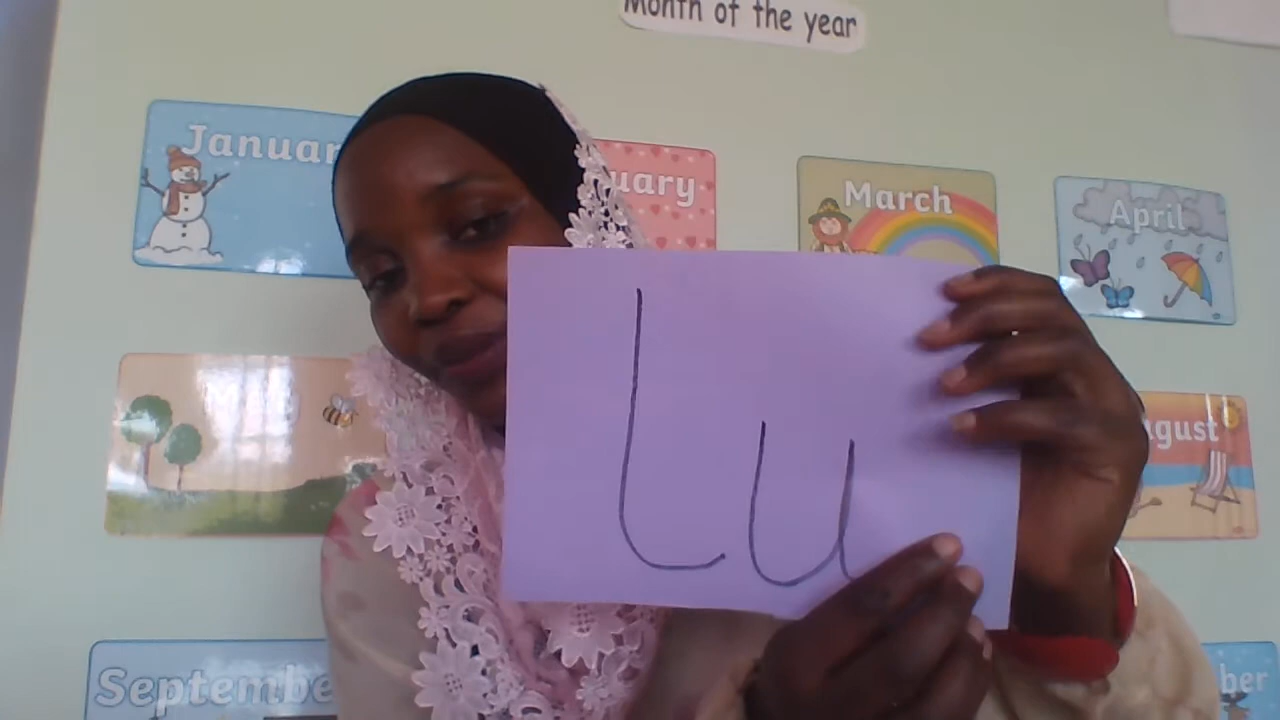 Month of the year
Januar
uary
March
April
lu
ugust
Septembe
ber